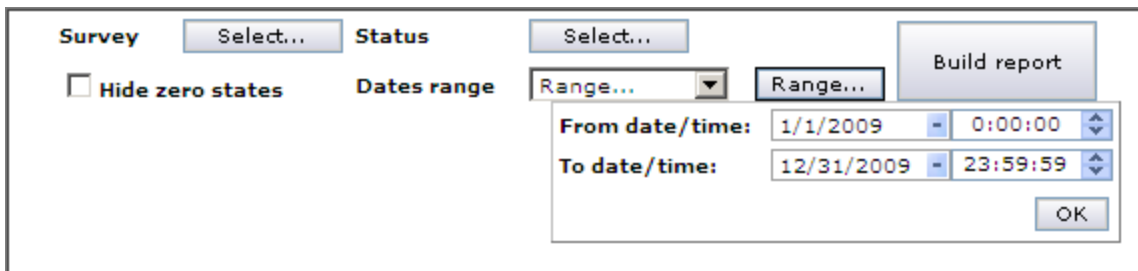 Survey Select... Status Select... Build report
Hide zero states Dates range Range... Range...
From date/time: 1/1/2009 0:00:00
To date/time: 12/31/2009 23:59:59
OK